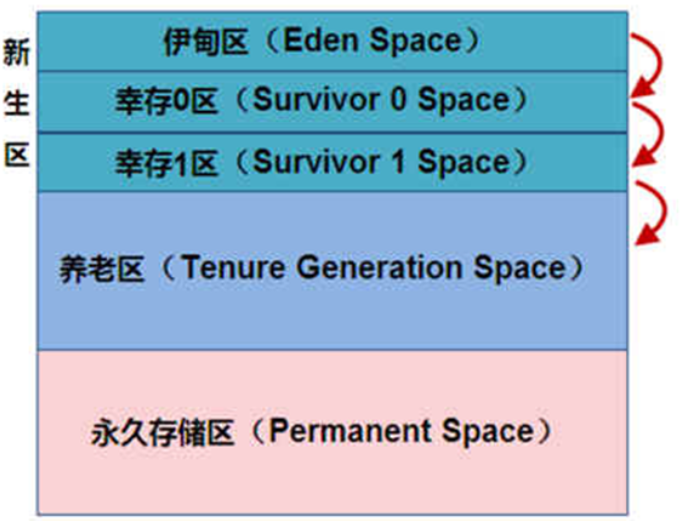 新生区
伊甸区（Eden Space）
幸存0区（Survivor 0 Space）
幸存1区（Survivor 1 Space）
养老区（Tenure Generation Space）
永久存储区（Permanent Space）